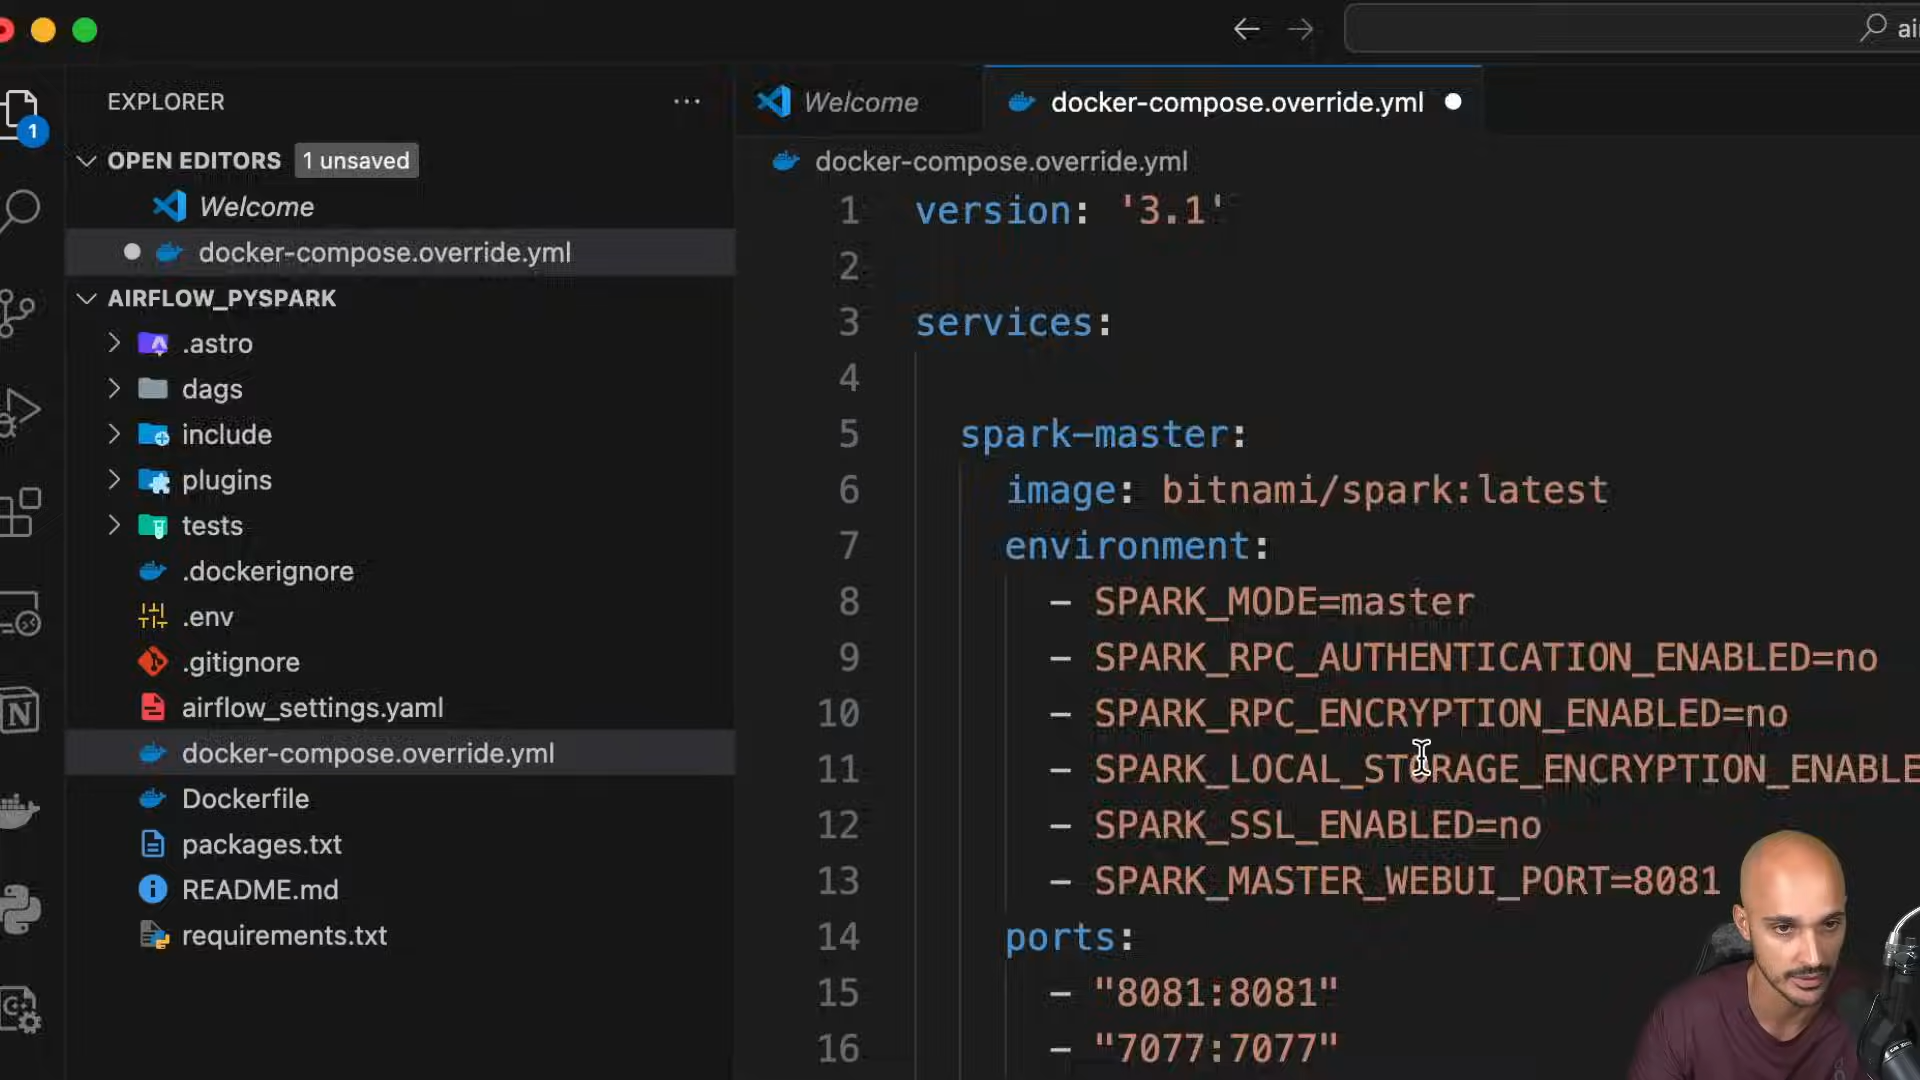 ai
EXPLORER
1
OPEN EDITORS 1 unsaved
Welcome
docker-compose.override.yml
AIRFLOW_PYSPARK
.astro
dags
include
plugins
tests
.dockerignore
.env
.gitignore
airflow_settings.yaml
docker-compose.override.yml
Dockerfile
packages.txt
README.md
requirements.txt
Welcome
docker-compose.override.yml
docker-compose.override.yml
1 version: '3.1'
2
3 services:
4
5 spark-master:
6 image: bitnami/spark:latest
7 environment:
8 - SPARK_MODE=master
9 - SPARK_RPC_AUTHENTICATION_ENABLED=no
10 - SPARK_RPC_ENCRYPTION_ENABLED=no
11 - SPARK_LOCAL_STORAGE_ENCRYPTION_ENABLE
12 - SPARK_SSL_ENABLED=no
13 - SPARK_MASTER_WEBUI_PORT=8081
14 ports:
15 - "8081:8081"
16 - "7077:7077"